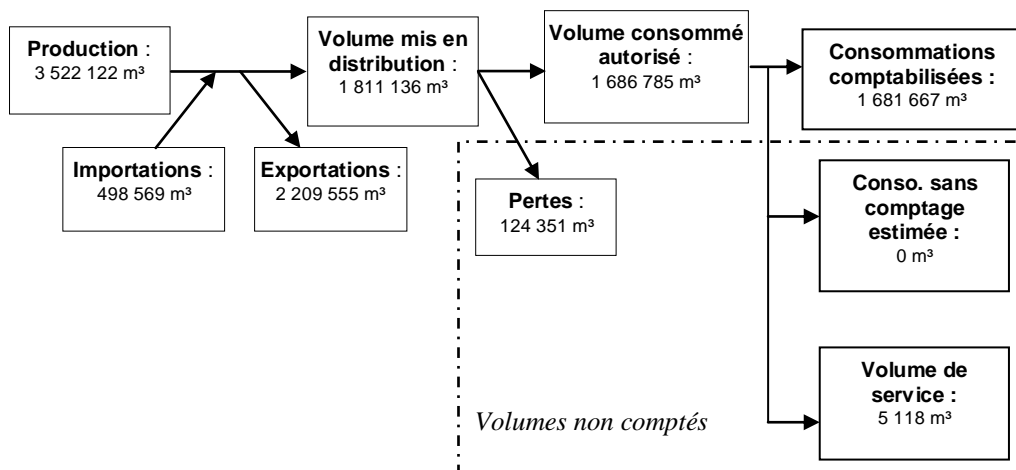 Production :
3 522 122 m³
Volume mis en
distribution :
1 811 136 m³
Volume consommé
autorisé :
1 686 785 m³
Consommations
comptabilisées :
1 681 667 m³
Importations :
498 569 m³
Exportations :
2 209 555 m³
Pertes :
124 351 m³
Conso. sans
comptage
estimée :
0 m³
Volume de
service :
5 118 m³
Volumes non comptés